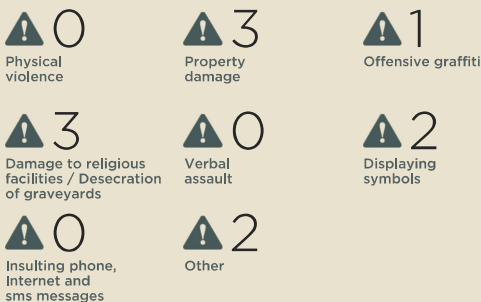 0
Physical
violence
3
Property
damage
1
Offensive graffiti
3
Damage to religious
facilities / Desecration
of graveyards
0
Verbal
assault
2
Displaying
symbols
0
Insulting phone,
Internet and
sms messages
2
Other